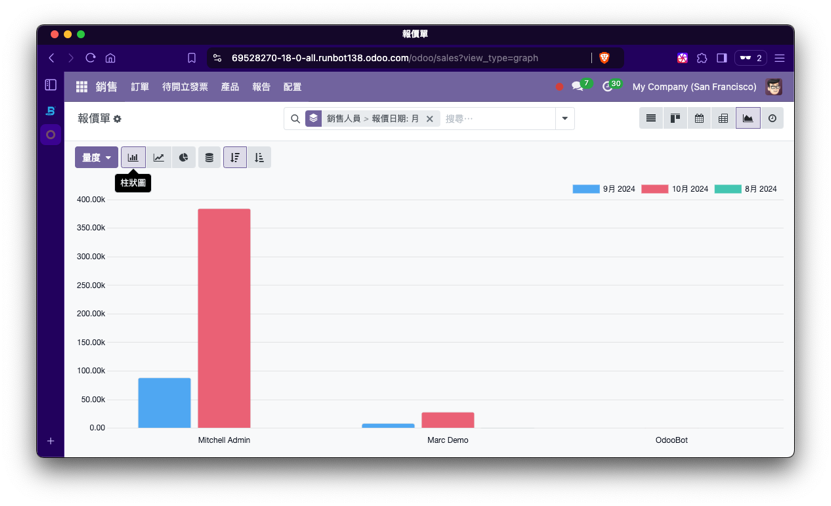 報價單
69528270-18-0-all.runbot138.odoo.com/odoo/sales?view_type=graph
2
銷售 訂單 待開立發票 產品 報告 配置
7 30 My Company (San Francisco)
報價單
銷售人員 > 報價日期: 月 搜尋⋯
量度
柱狀圖
9月 2024 10月 2024 8月 2024
400.00k
350.00k
300.00k
250.00k
200.00k
150.00k
100.00k
50.00k
0.00
Mitchell Admin Marc Demo OdooBot